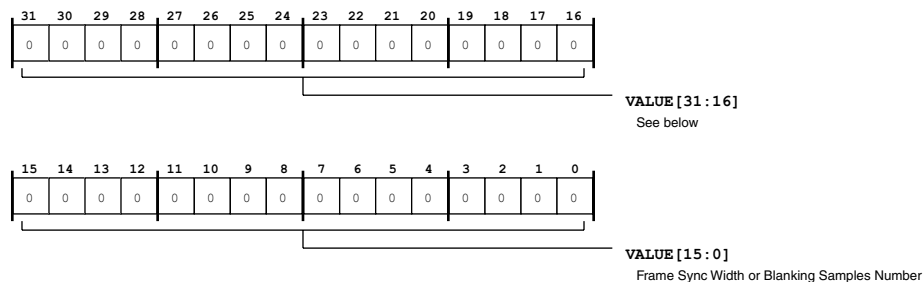 31 30 29 28 27 26 25 24 23 22 21 20 19 18 17 16
0 0 0 0 0 0 0 0 0 0 0 0 0 0 0 0
VALUE[31:16]
See below
15 14 13 12 11 10 9 8 7 6 5 4 3 2 1 0
0 0 0 0 0 0 0 0 0 0 0 0 0 0 0 0
VALUE[15:0]
Frame Sync Width or Blanking Samples Number